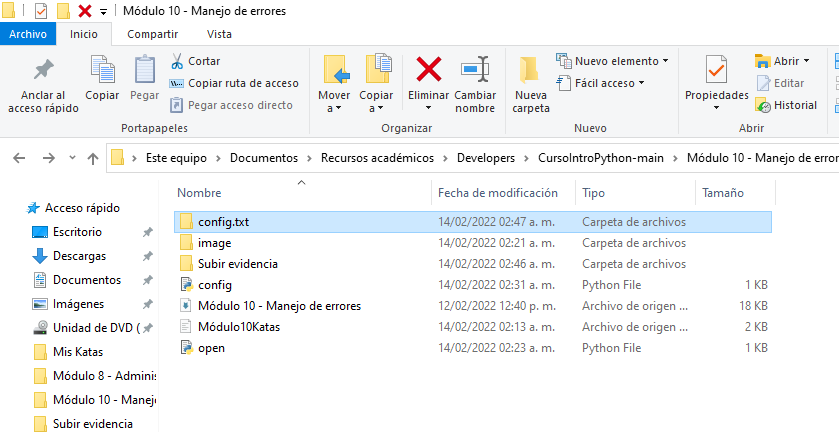 Módulo 10 - Manejo de errores
Archivo Inicio Compartir Vista
Anclar al acceso rápido
Copiar
Pegar
Cortar
Copiar ruta de acceso
Pegar acceso directo
Portapapeles
Mover a
Copiar a
Eliminar
Cambiar nombre
Organizar
Nueva carpeta
Nuevo elemento
Fácil acceso
Nuevo
Propiedades
Abrir
Editar
Historial
Abrir
Este equipo > Documentos > Recursos académicos > Developers > CursoIntroPython-main > Módulo 10 - Manejo de error
Acceso rápido
Escritorio
Descargas
Documentos
Imágenes
Unidad de DVD (
Mis Katas
Módulo 8 - Adminis
Módulo 10 - Manej
Subir evidencia
Nombre Fecha de modificación Tipo Tamaño
config.txt 14/02/2022 02:47 a. m. Carpeta de archivos
image 14/02/2022 02:21 a. m. Carpeta de archivos
Subir evidencia 14/02/2022 02:46 a. m. Carpeta de archivos
config 14/02/2022 02:31 a. m. Python File 1 KB
Módulo 10 - Manejo de errores 12/02/2022 12:40 p. m. Archivo de origen ... 18 KB
Módulo10Katas 14/02/2022 02:13 a. m. Archivo de origen ... 2 KB
open 14/02/2022 02:23 a. m. Python File 1 KB